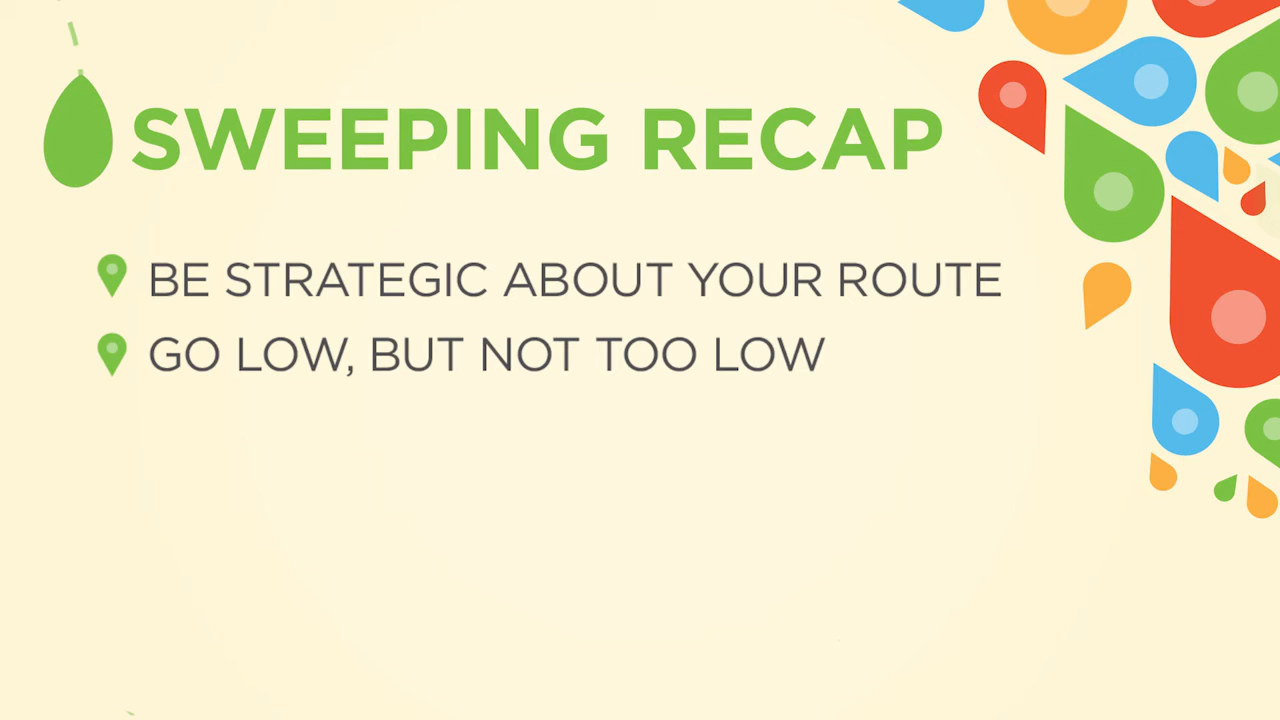 SWEEPING RECAP
BE STRATEGIC ABOUT YOUR ROUTE
GO LOW, BUT NOT TOO LOW